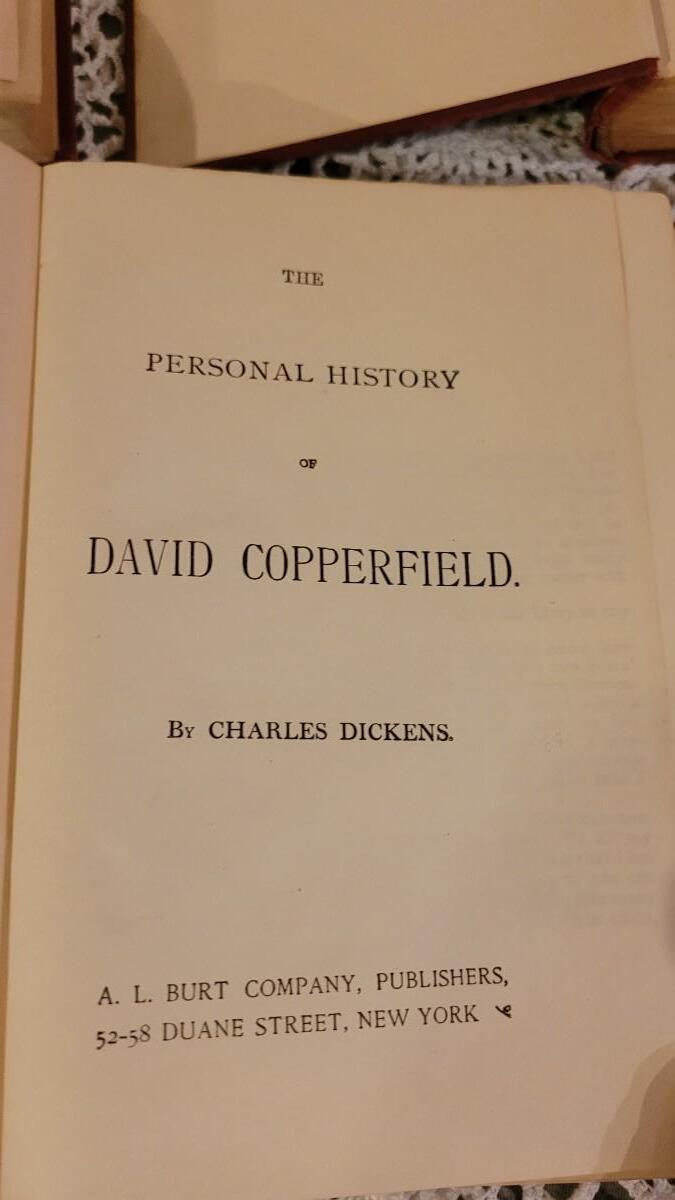 THE
PERSONAL HISTORY
OF
DAVID COPPERFIELD.
By CHARLES DICKENS.
A. L. BURT COMPANY, PUBLISHERS,
52-58 DUANE STREET, NEW YORK